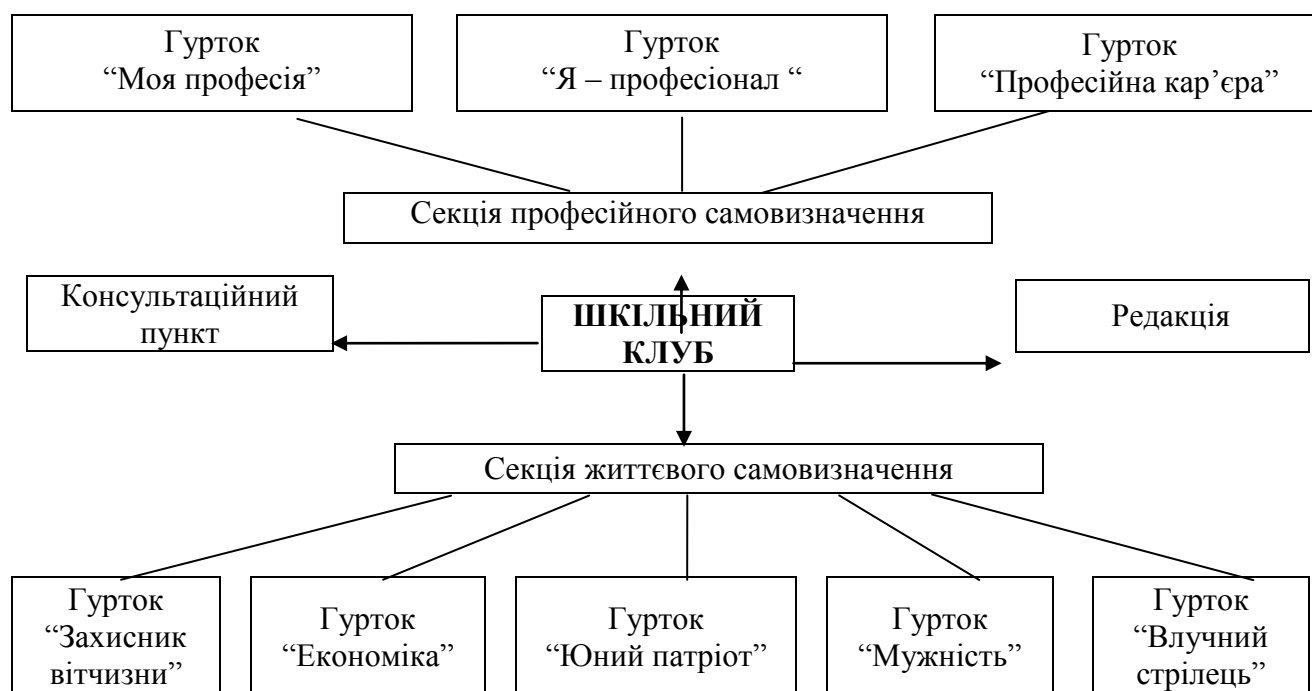 Гурток
“Моя професія”
Гурток
“Я – професіонал “
Гурток
“Професійна кар’єра”
Секція професійного самовизначення
Консультаційний
пункт
ШКІЛЬНИЙ
КЛУБ
Редакція
Секція життєвого самовизначення
Гурток
“Захисник
вітчизни”
Гурток
“Економіка”
Гурток
“Юний патріот”
Гурток
“Мужність”
Гурток
“Влучний
стрілець”